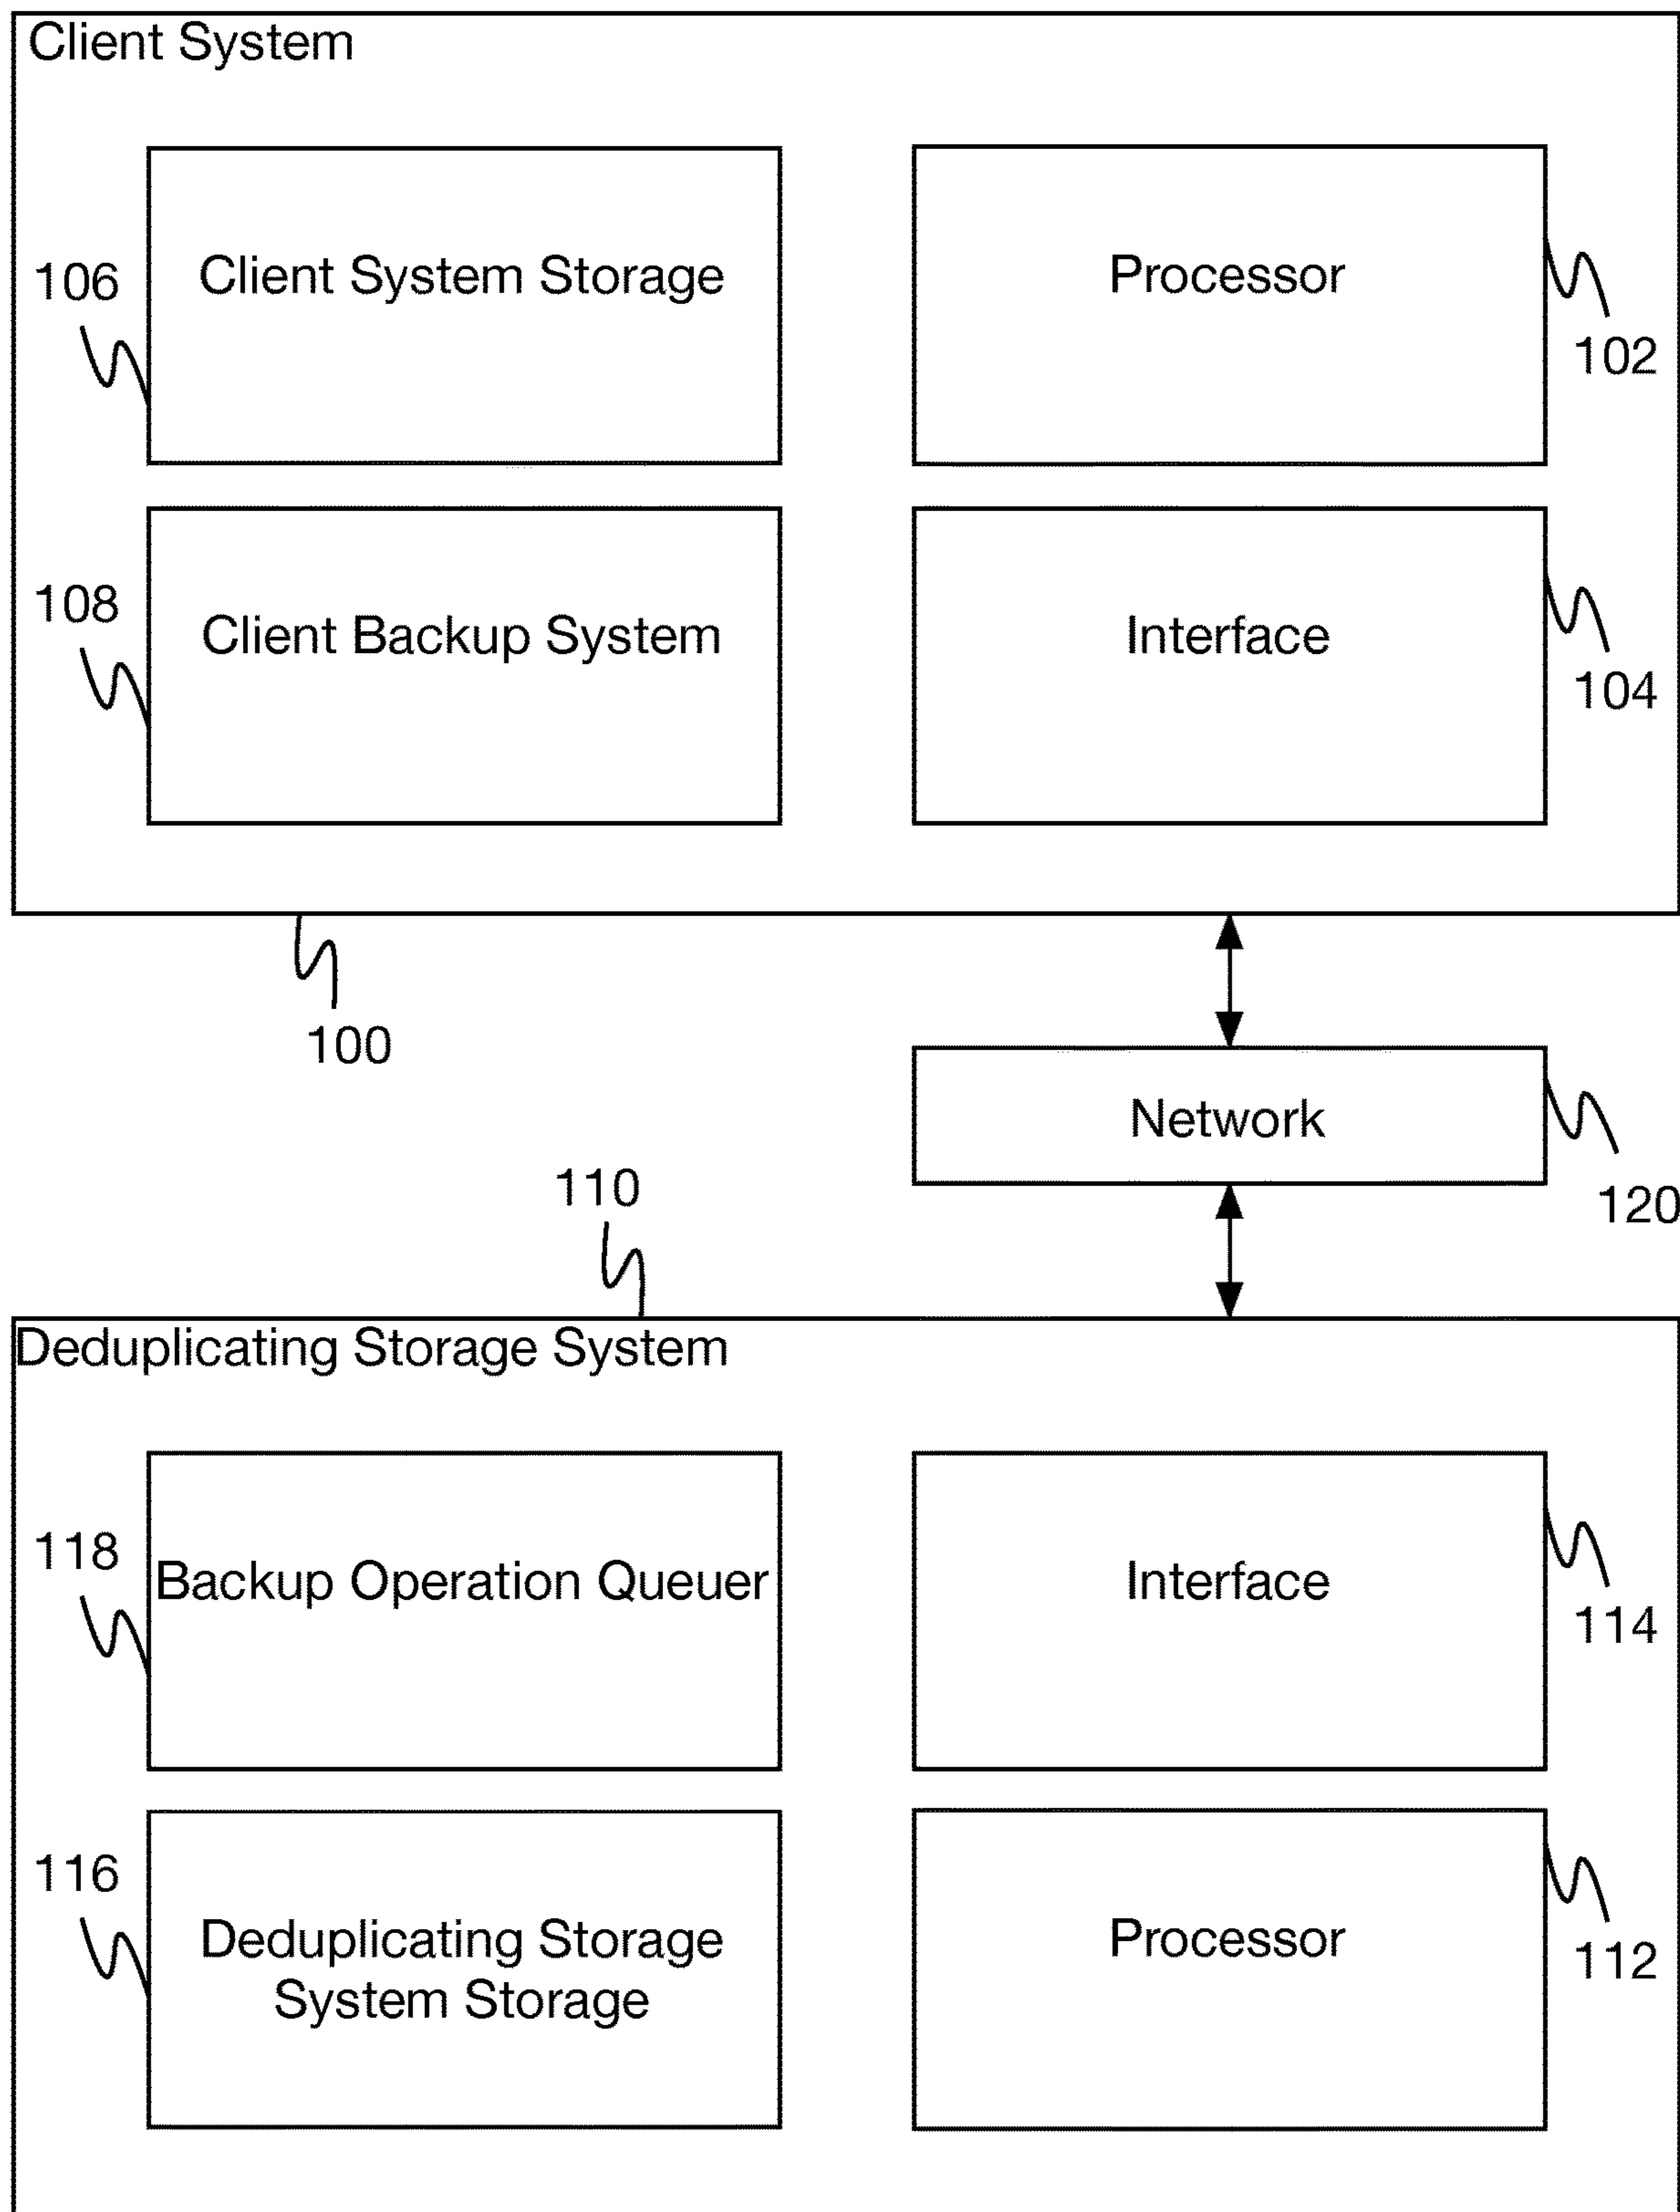 Client System
Client System Storage
Processor
106
102
Client Backup System
Interface
108
104
100
Network
120
110
Deduplicating Storage System
Backup Operation Queuer
Interface
118
114
Deduplicating Storage
System Storage
Processor
116
112